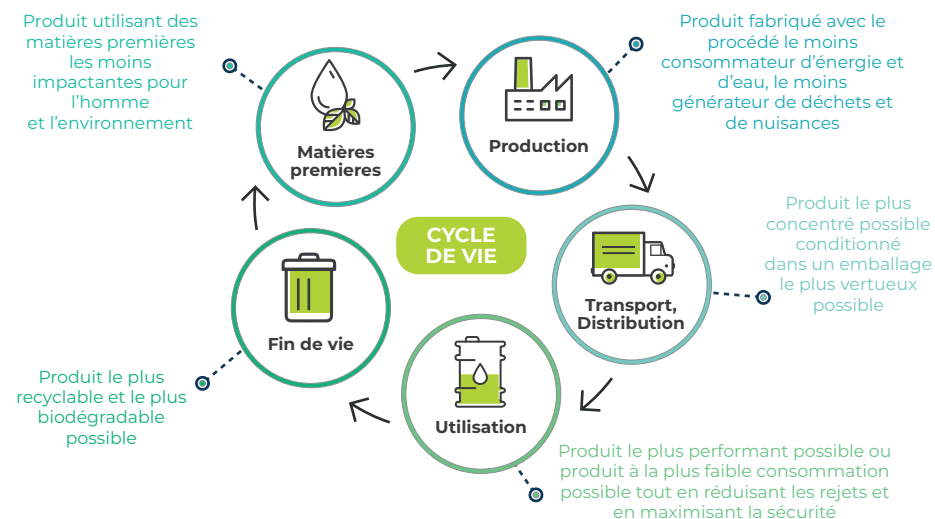 Produit utilisant des
matières premières
les moins
impactantes pour
l’homme
et l’environnement
Matières
premieres
Produit fabriqué avec le
procédé le moins
consommateur d’énergie et
d’eau, le moins
générateur de déchets et
de nuisances
Production
CYCLE
DE VIE
Produit le plus
concentré possible
conditionné
dans un emballage
le plus vertueux
possible
Transport,
Distribution
Fin de vie
Produit le plus
recyclable et le plus
biodégradable
possible
Utilisation
Produit le plus performant possible ou
produit à la plus faible consommation
possible tout en réduisant les rejets et
en maximisant la sécurité